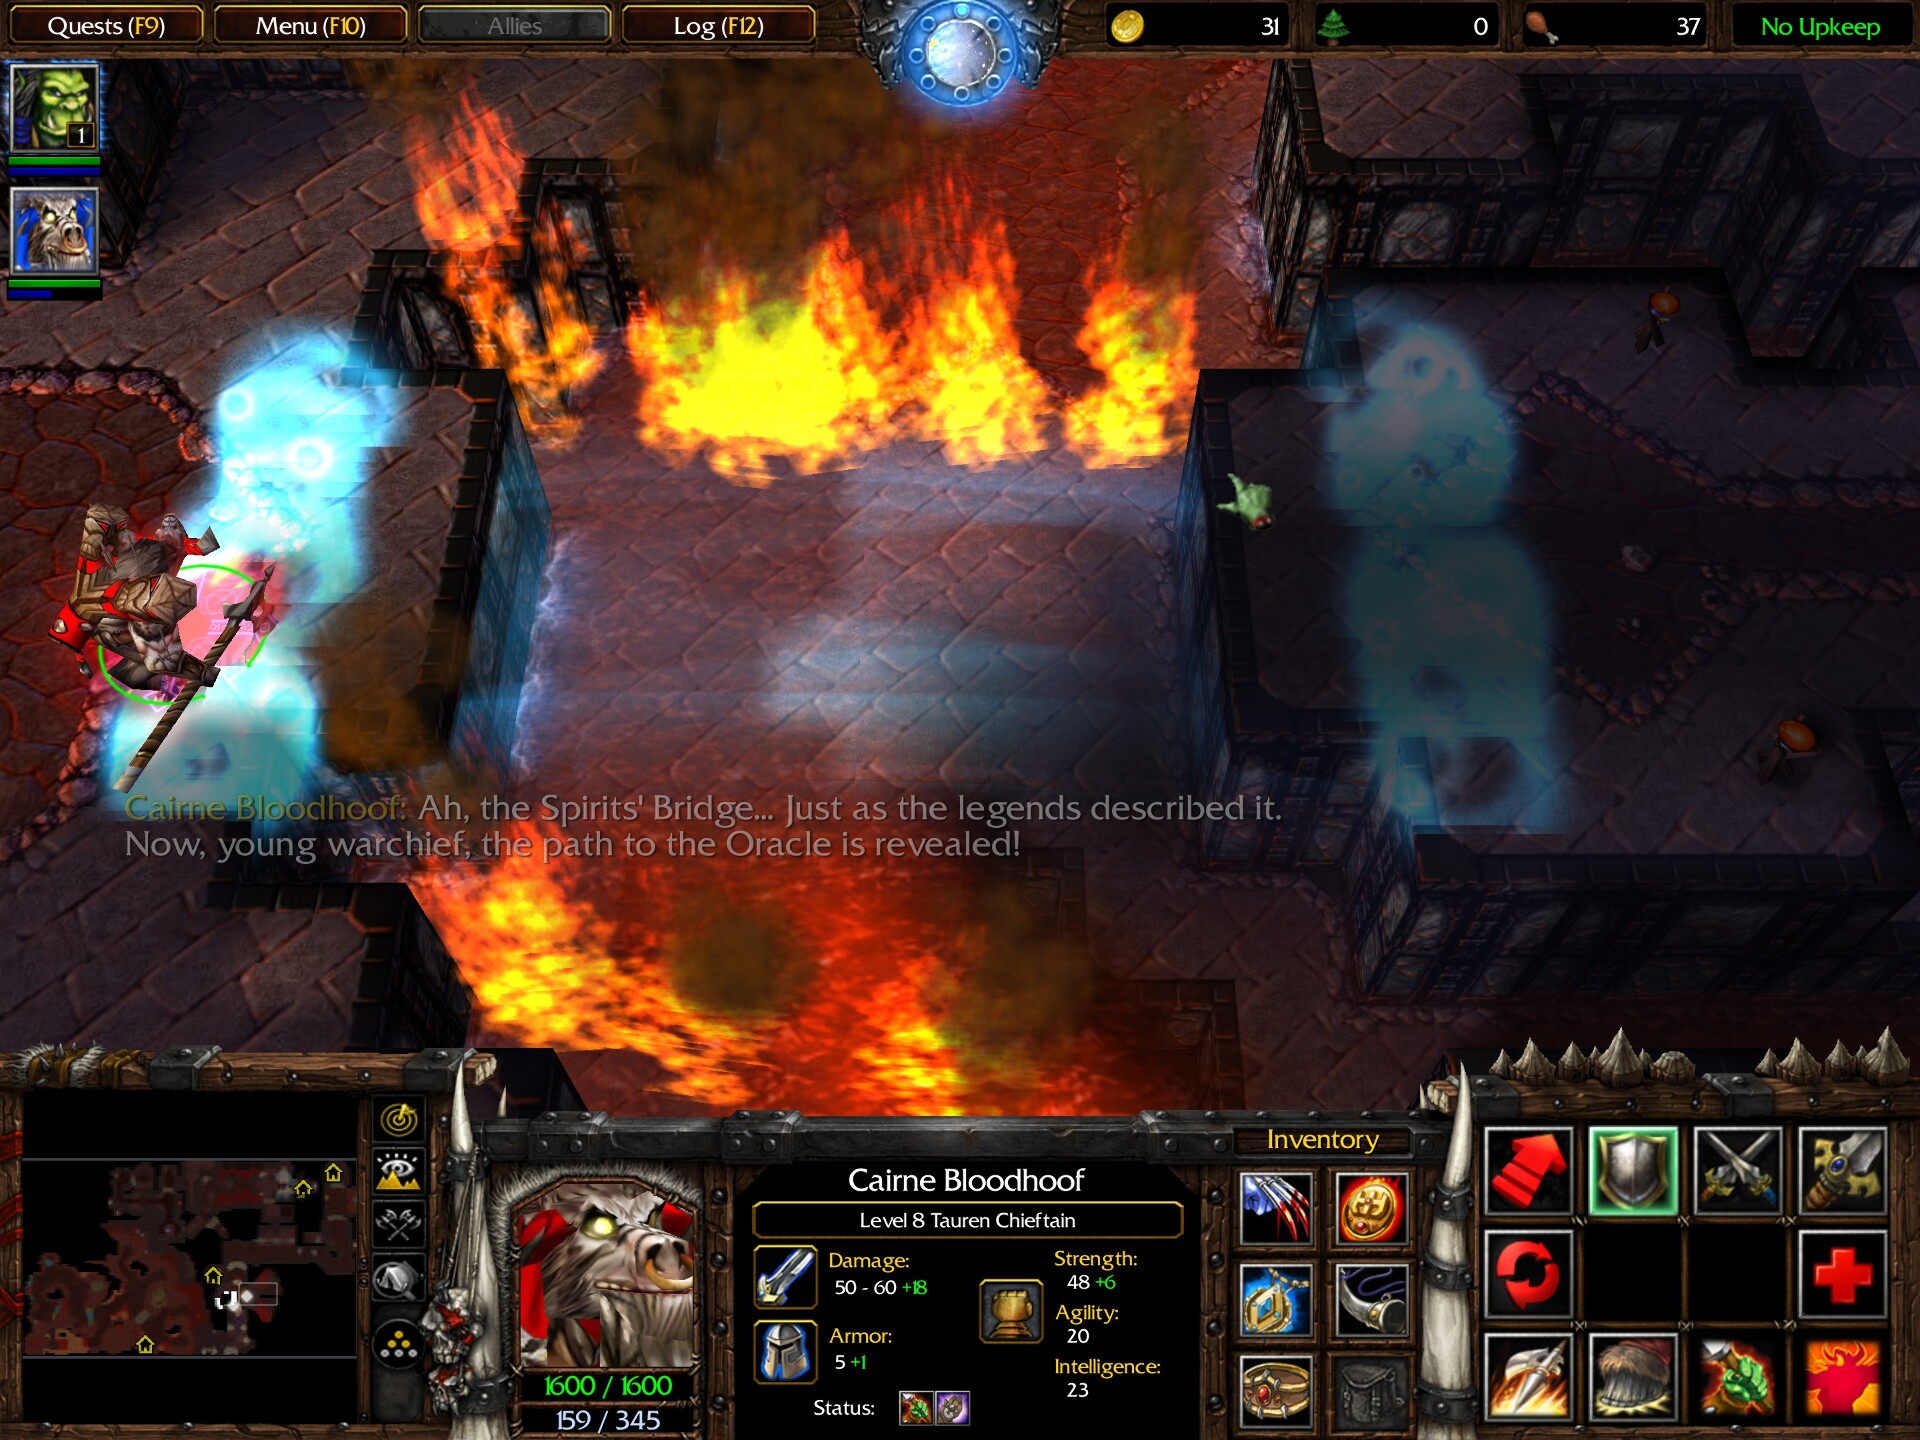 Quests (F9) Menu (F10) Allies Log (F12) 31 0 37 No Upkeep
1
Cairne Bloodhoof: Ah, the Spirits' Bridge... Just as the legends described it.
Now, young warchief, the path to the Oracle is revealed!
Inventory
Cairne Bloodhoof
Level 8 Tauren Chieftain
Damage:
50 - 60 +18
Armor:
5 +1
Strength:
48 +6
Agility:
20
Intelligence:
23
Status:
1600 / 1600
159 / 345